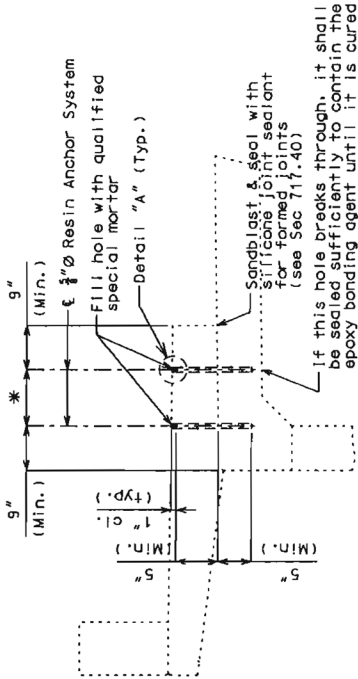 9"
(Min.)
*
9"
(Min.)
℄ ⅞"Ø Resin Anchor System
Fill hole with qualified
special mortar
Detail "A" (Typ.)
1" cl.
(Typ.)
5"
(Min.)
5"
(Min.)
Sandblast & seal with
silicone joint sealant
for formed joints
(see Sec 717.40)
If this hole breaks through, it shall
be sealed sufficiently to contain the
epoxy bonding agent until it is cured